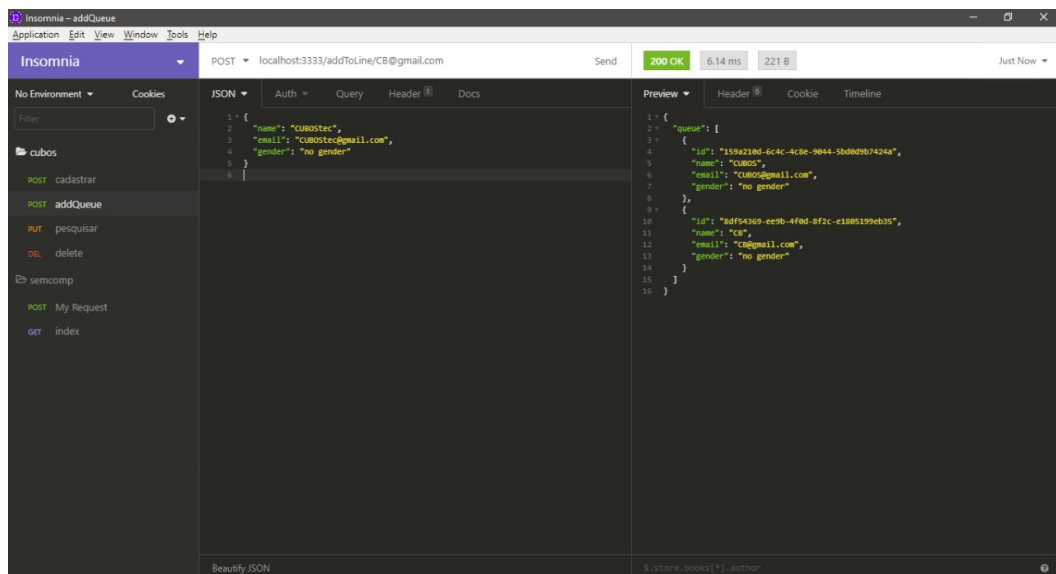 Insomnia – addQueue
Application Edit View Window Tools Help
Insomnia
POST localhost:3333/addToLine/CB@gmail.com Send
200 OK 6.14 ms 221 B Just Now
No Environment Cookies
JSON Auth Query Header 1 Docs
Preview Header 6 Cookie Timeline
Filter
cubos
POST cadastrar
POST addQueue
PUT pesquisar
DEL delete
semcomp
POST My Request
GET index
1 {
2 "name": "CUBOStec",
3 "email": "CUBOStec@gmail.com",
4 "gender": "no gender"
5 }
6
1 {
2 "queue": [
3 {
4 "id": "159a210d-6c4c-4c8e-9044-5bd0d9b7424a",
5 "name": "CUBOS",
6 "email": "CUBOS@gmail.com",
7 "gender": "no gender"
8 },
9 {
10 "id": "8df54369-ee9b-4f0d-8f2c-e1805199eb35",
11 "name": "CB",
12 "email": "CB@gmail.com",
13 "gender": "no gender"
14 }
15 ]
16 }
Beautify JSON
$.store.books[*].author